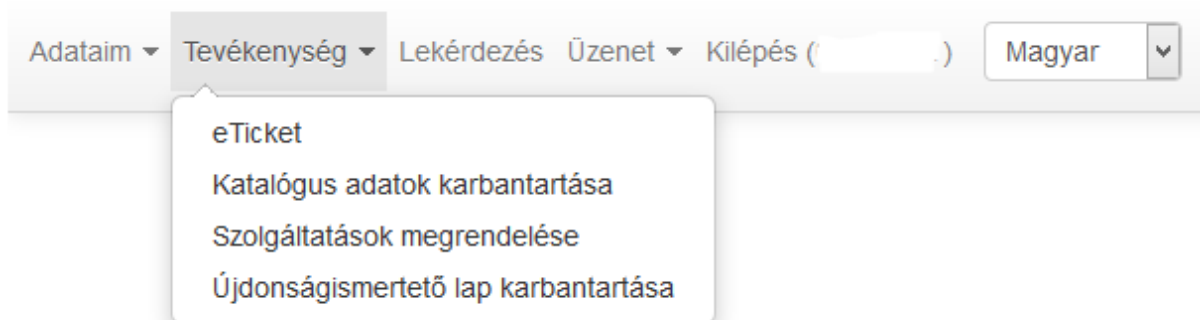 Adataim Tevékenység Lekérdezés Üzenet Kilépés ( ) Magyar
eTicket
Katalógus adatok karbantartása
Szolgáltatások megrendelése
Újdonságismertető lap karbantartása